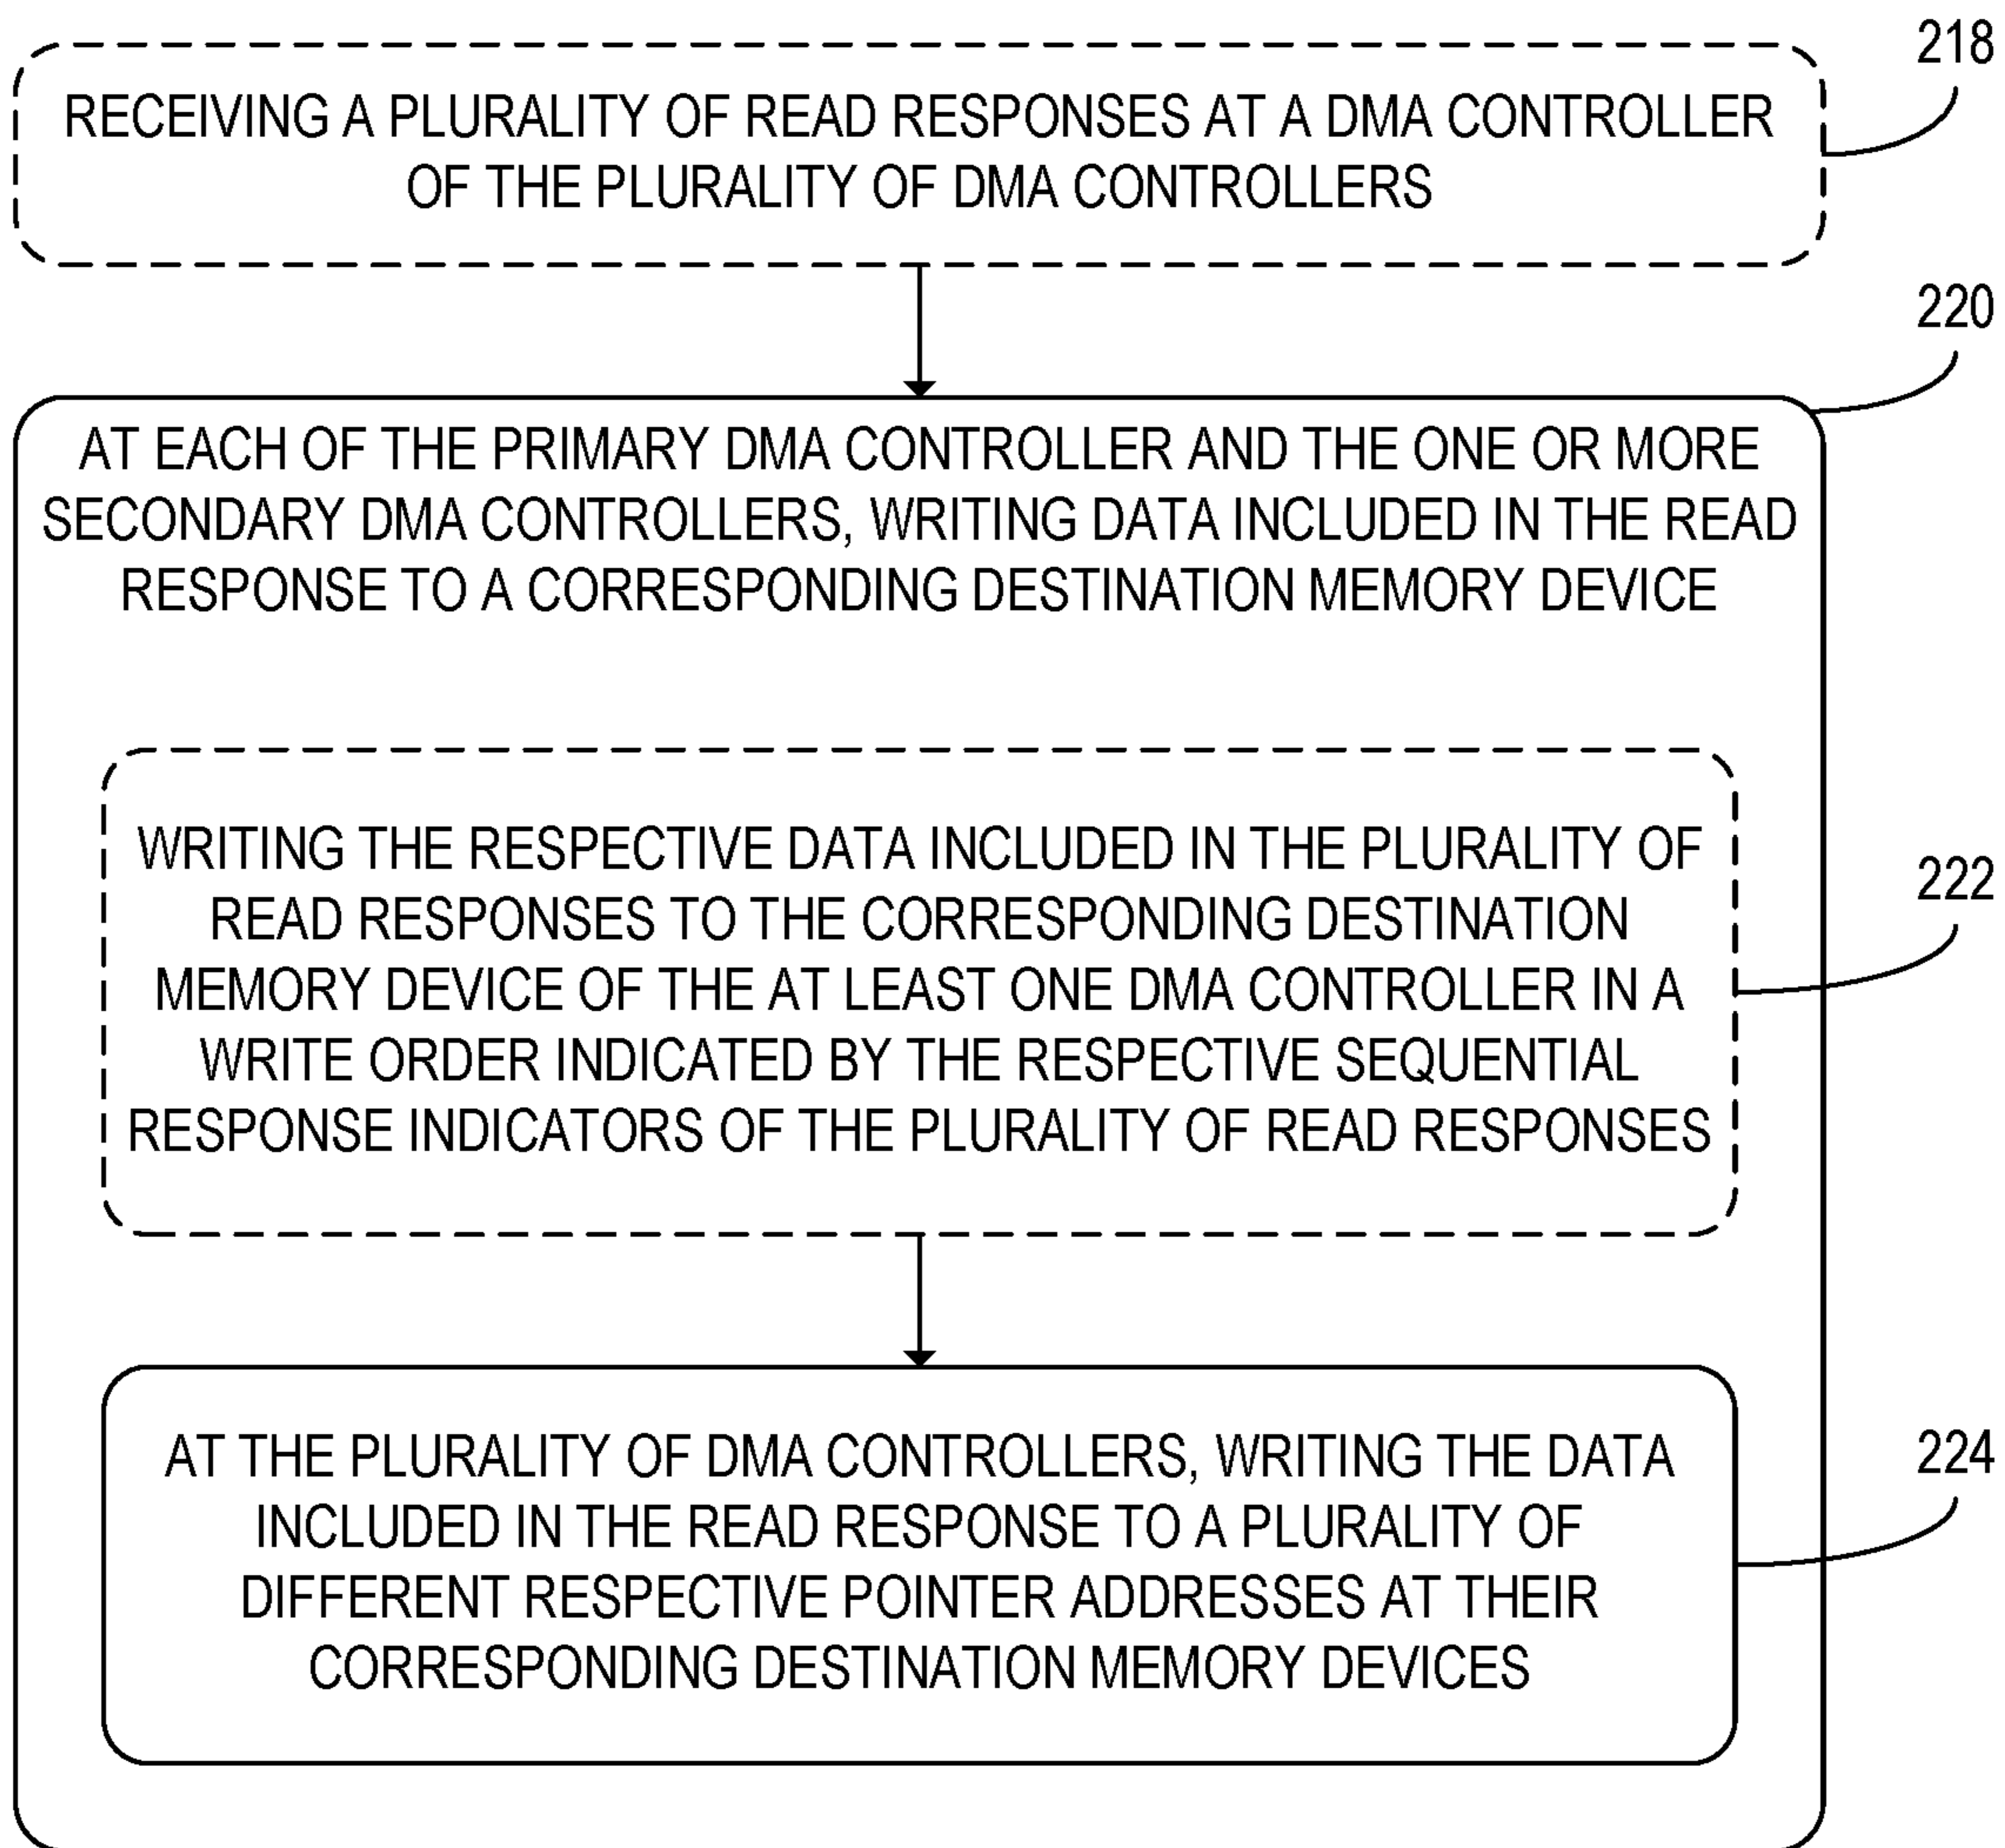 218
RECEIVING A PLURALITY OF READ RESPONSES AT A DMA CONTROLLER
OF THE PLURALITY OF DMA CONTROLLERS
220
AT EACH OF THE PRIMARY DMA CONTROLLER AND THE ONE OR MORE
SECONDARY DMA CONTROLLERS, WRITING DATA INCLUDED IN THE READ
RESPONSE TO A CORRESPONDING DESTINATION MEMORY DEVICE
WRITING THE RESPECTIVE DATA INCLUDED IN THE PLURALITY OF
READ RESPONSES TO THE CORRESPONDING DESTINATION
MEMORY DEVICE OF THE AT LEAST ONE DMA CONTROLLER IN A
WRITE ORDER INDICATED BY THE RESPECTIVE SEQUENTIAL
RESPONSE INDICATORS OF THE PLURALITY OF READ RESPONSES
222
AT THE PLURALITY OF DMA CONTROLLERS, WRITING THE DATA
INCLUDED IN THE READ RESPONSE TO A PLURALITY OF
DIFFERENT RESPECTIVE POINTER ADDRESSES AT THEIR
CORRESPONDING DESTINATION MEMORY DEVICES
224